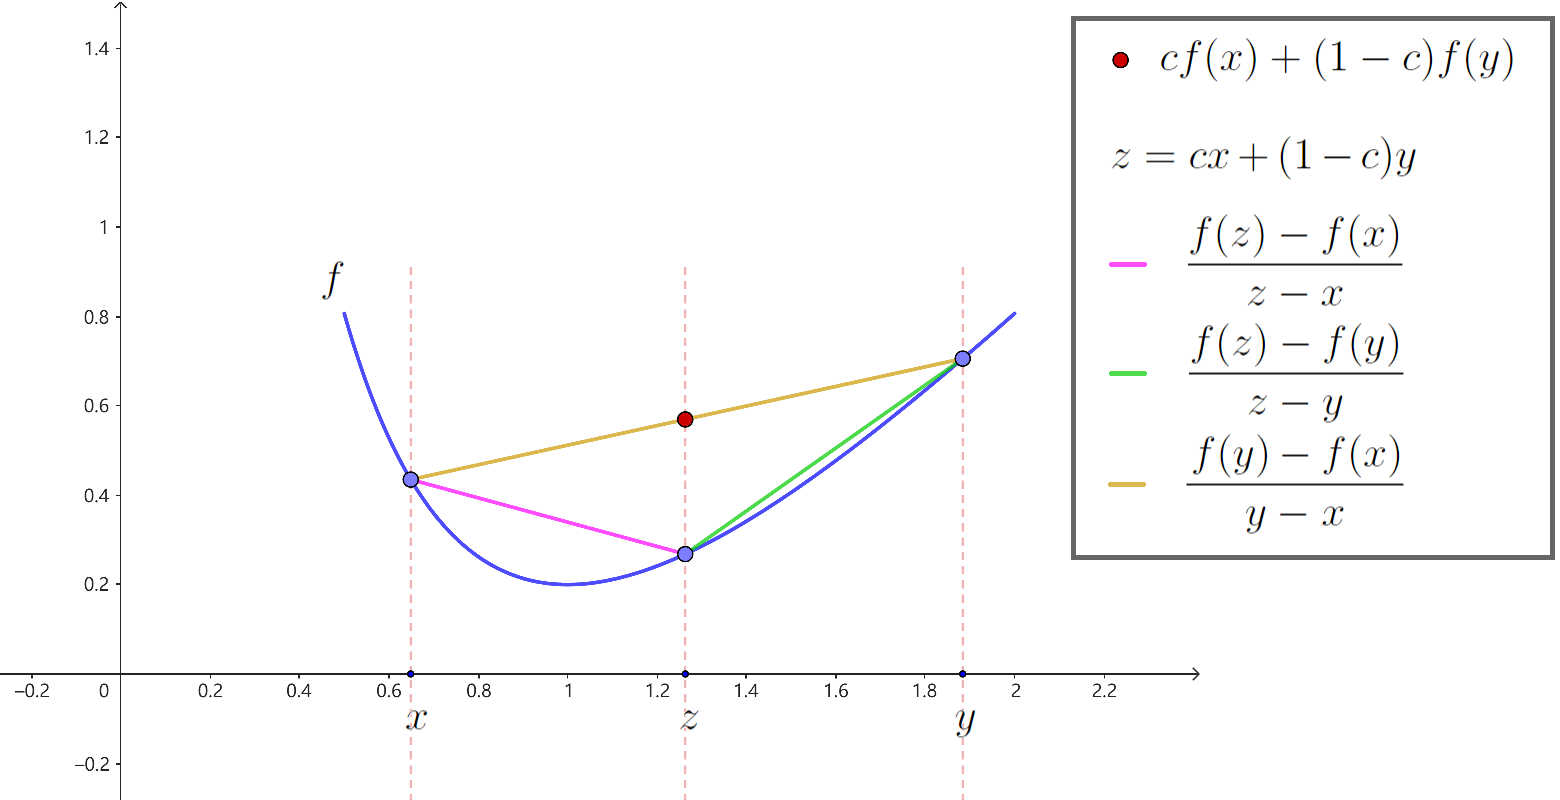 1.4
cf(x) + (1 − c)f(y)
1.2
z = cx + (1 − c)y
1
f(z) − f(x)
z − x
f
0.8
f(z) − f(y)
z − y
0.6
f(y) − f(x)
y − x
0.4
0.2
−0.2 0 0.2 0.4 0.6 0.8 1 1.2 1.4 1.6 1.8 2 2.2
x z y
−0.2